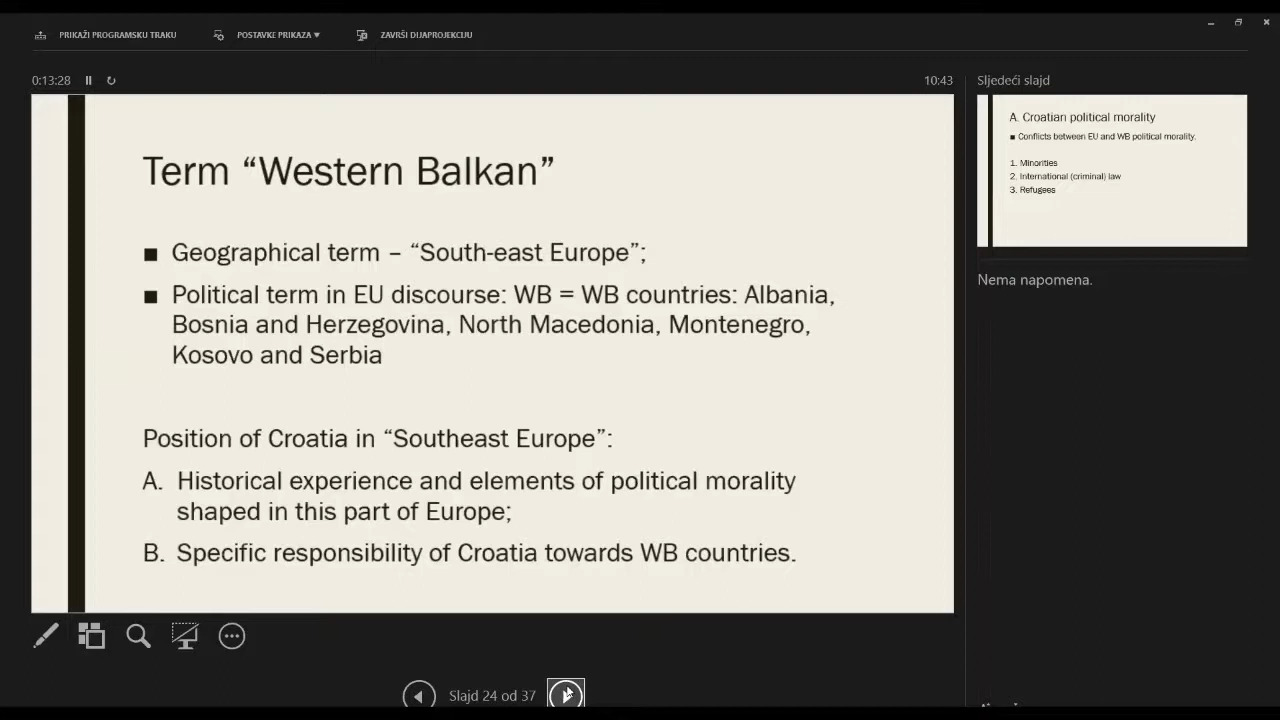 PRIKAŽI PROGRAMSKU TRAKU
POSTAVKE PRIKAZA
ZAVRŠI DIJAPROJEKCIJU
0:13:28
10:43
Term “Western Balkan”
■ Geographical term – “South-east Europe”;
■ Political term in EU discourse: WB = WB countries: Albania,
Bosnia and Herzegovina, North Macedonia, Montenegro,
Kosovo and Serbia
Position of Croatia in “Southeast Europe”:
A. Historical experience and elements of political morality
shaped in this part of Europe;
B. Specific responsibility of Croatia towards WB countries.
Sljedeći slajd
A. Croatian political morality
■ Conflicts between EU and WB political morality.
1. Minorities
2. International (criminal) law
3. Refugees
Nema napomena.
Slajd 24 od 37